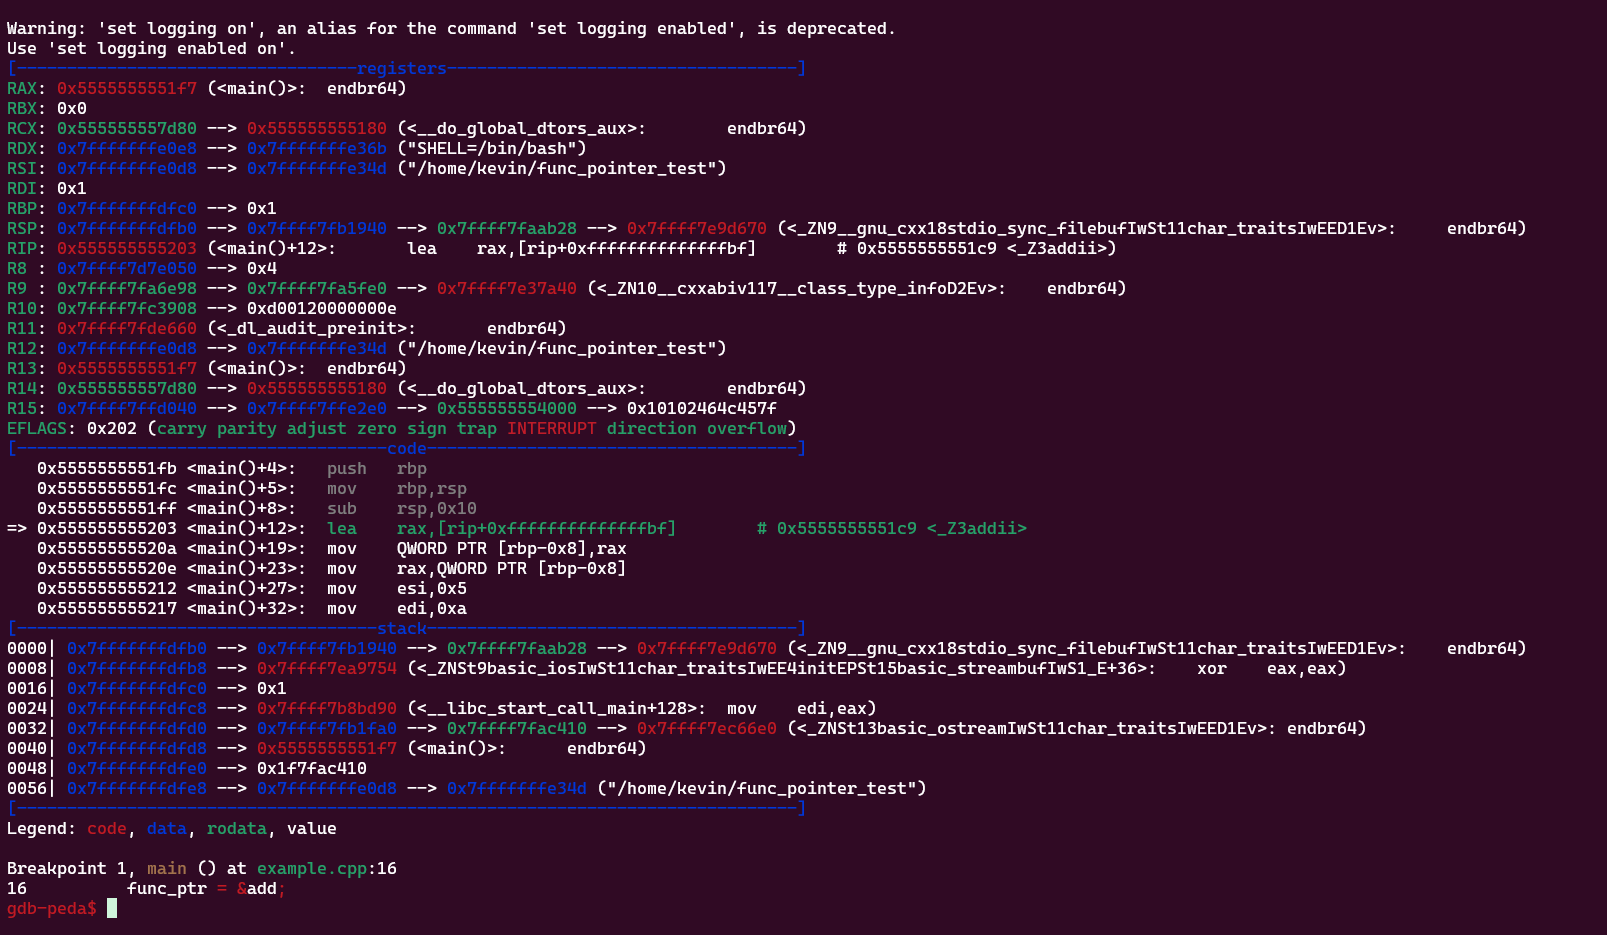 Warning: 'set logging on', an alias for the command 'set logging enabled', is deprecated.
Use 'set logging enabled on'.
[----------------------------------registers-----------------------------------]
RAX: 0x5555555551f7 (<main()>:  endbr64)
RBX: 0x0
RCX: 0x555555557d80 --> 0x555555555180 (<__do_global_dtors_aux>:        endbr64)
RDX: 0x7fffffffe0e8 --> 0x7fffffffe36b ("SHELL=/bin/bash")
RSI: 0x7fffffffe0d8 --> 0x7fffffffe34d ("/home/kevin/func_pointer_test")
RDI: 0x1
RBP: 0x7fffffffdfc0 --> 0x1
RSP: 0x7fffffffdfb0 --> 0x7ffff7fb1940 --> 0x7ffff7faab28 --> 0x7ffff7e9d670 (<_ZN9__gnu_cxx18stdio_sync_filebufIwSt11char_traitsIwEED1Ev>:     endbr64)
RIP: 0x555555555203 (<main()+12>:       lea    rax,[rip+0xffffffffffffffbf]        # 0x5555555551c9 <_Z3addii>)
R8 : 0x7ffff7d7e050 --> 0x4
R9 : 0x7ffff7fa6e98 --> 0x7ffff7fa5fe0 --> 0x7ffff7e37a40 (<_ZN10__cxxabiv117__class_type_infoD2Ev>:    endbr64)
R10: 0x7ffff7fc3908 --> 0xd00120000000e
R11: 0x7ffff7fde660 (<_dl_audit_preinit>:       endbr64)
R12: 0x7fffffffe0d8 --> 0x7fffffffe34d ("/home/kevin/func_pointer_test")
R13: 0x5555555551f7 (<main()>:  endbr64)
R14: 0x555555557d80 --> 0x555555555180 (<__do_global_dtors_aux>:        endbr64)
R15: 0x7ffff7ffd040 --> 0x7ffff7ffe2e0 --> 0x555555554000 --> 0x10102464c457f
EFLAGS: 0x202 (carry parity adjust zero sign trap INTERRUPT direction overflow)
[-------------------------------------code-------------------------------------]
   0x5555555551fb <main()+4>:   push   rbp
   0x5555555551fc <main()+5>:   mov    rbp,rsp
   0x5555555551ff <main()+8>:   sub    rsp,0x10
=> 0x555555555203 <main()+12>:  lea    rax,[rip+0xffffffffffffffbf]        # 0x5555555551c9 <_Z3addii>
   0x55555555520a <main()+19>:  mov    QWORD PTR [rbp-0x8],rax
   0x55555555520e <main()+23>:  mov    rax,QWORD PTR [rbp-0x8]
   0x555555555212 <main()+27>:  mov    esi,0x5
   0x555555555217 <main()+32>:  mov    edi,0xa
[------------------------------------stack-------------------------------------]
0000| 0x7fffffffdfb0 --> 0x7ffff7fb1940 --> 0x7ffff7faab28 --> 0x7ffff7e9d670 (<_ZN9__gnu_cxx18stdio_sync_filebufIwSt11char_traitsIwEED1Ev>:    endbr64)
0008| 0x7fffffffdfb8 --> 0x7ffff7ea9754 (<_ZNSt9basic_iosIwSt11char_traitsIwEE4initEPSt15basic_streambufIwS1_E+36>:    xor    eax,eax)
0016| 0x7fffffffdfc0 --> 0x1
0024| 0x7fffffffdfc8 --> 0x7ffff7b8bd90 (<__libc_start_call_main+128>:  mov    edi,eax)
0032| 0x7fffffffdfd0 --> 0x7ffff7fb1fa0 --> 0x7ffff7fac410 --> 0x7ffff7ec66e0 (<_ZNSt13basic_ostreamIwSt11char_traitsIwEED1Ev>: endbr64)
0040| 0x7fffffffdfd8 --> 0x5555555551f7 (<main()>:      endbr64)
0048| 0x7fffffffdfe0 --> 0x1f7fac410
0056| 0x7fffffffdfe8 --> 0x7fffffffe0d8 --> 0x7fffffffe34d ("/home/kevin/func_pointer_test")
[------------------------------------------------------------------------------]
Legend: code, data, rodata, value
Breakpoint 1, main () at example.cpp:16
16          func_ptr = &add;
gdb-peda$